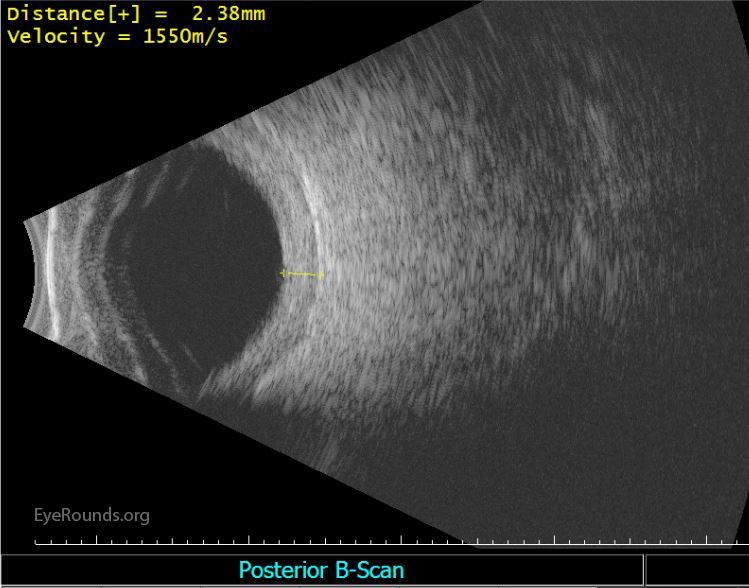 Distance[+] = 2.38mm
Velocity = 1550m/s
EyeRounds.org
Posterior B-Scan